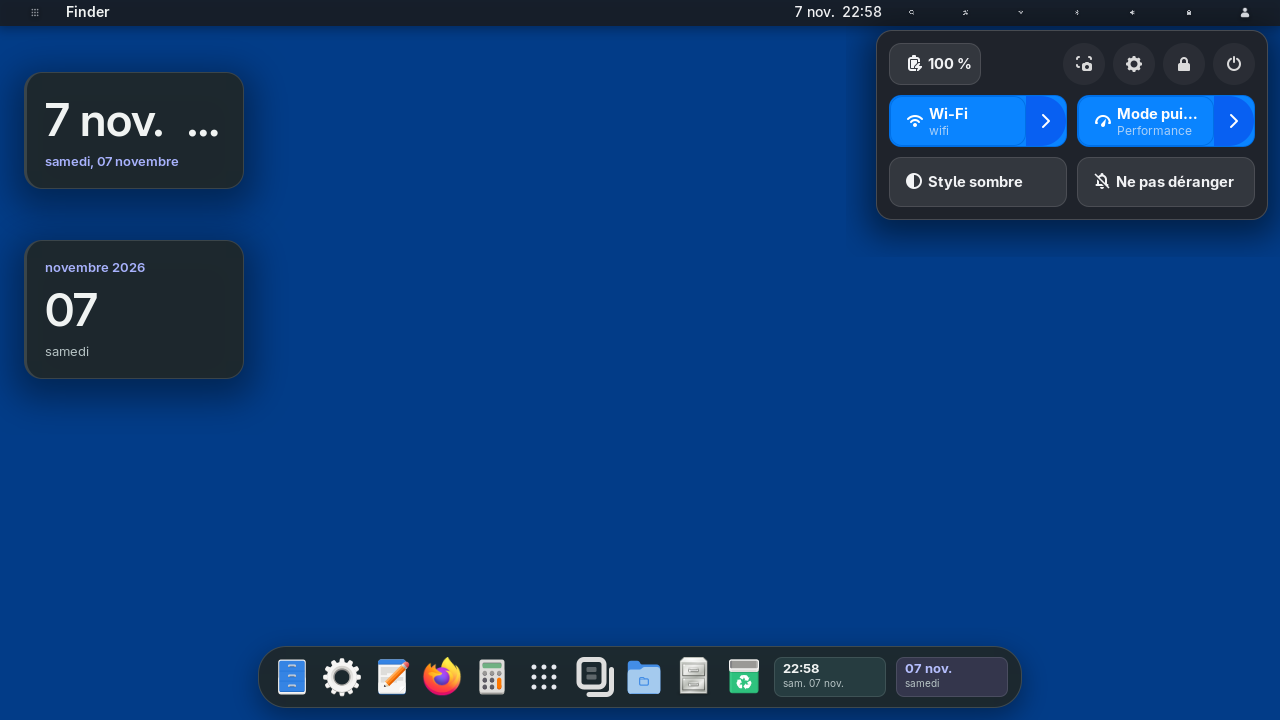 Finder
7 nov. 22:58
100 %
Wi-Fi
wifi
Mode pui...
Performance
Style sombre
Ne pas déranger
7 nov. ...
samedi, 07 novembre
novembre 2026
07
samedi
22:58
sam. 07 nov.
07 nov.
samedi